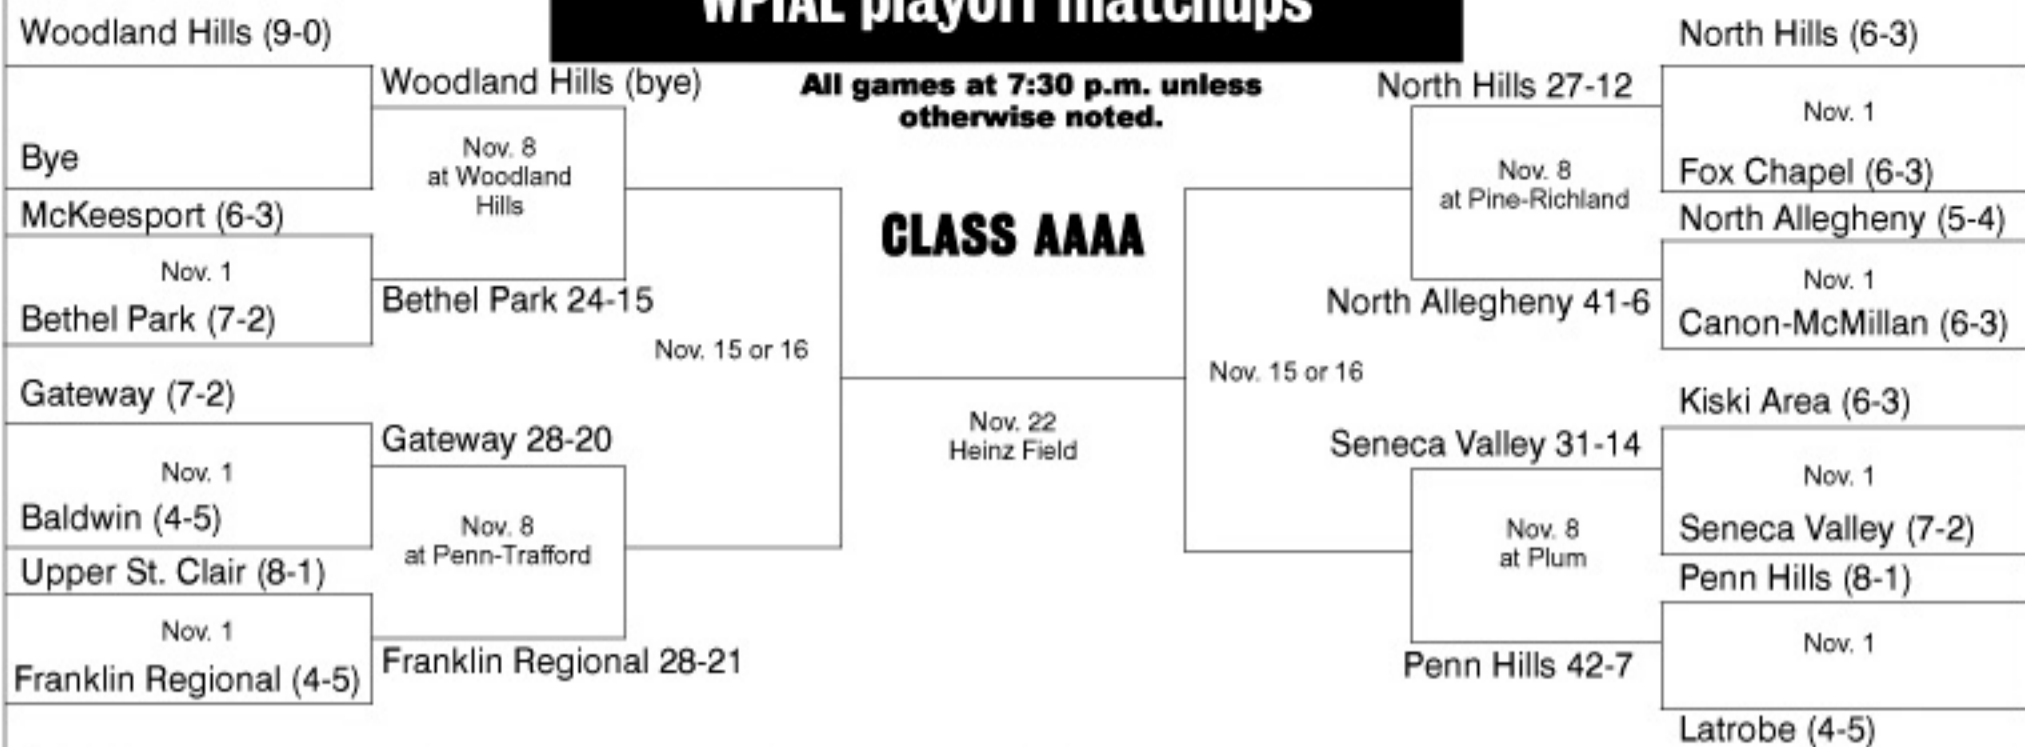 WPIAL playoff matchups
All games at 7:30 p.m. unless
otherwise noted.
CLASS AAAA
Woodland Hills (9-0)
Bye
McKeesport (6-3)
Nov. 1
Bethel Park (7-2)
Gateway (7-2)
Nov. 1
Baldwin (4-5)
Upper St. Clair (8-1)
Nov. 1
Franklin Regional (4-5)
Woodland Hills (bye)
Nov. 8
at Woodland
Hills
Bethel Park 24-15
Gateway 28-20
Nov. 8
at Penn-Trafford
Franklin Regional 28-21
Nov. 15 or 16
Nov. 22
Heinz Field
Nov. 15 or 16
North Hills 27-12
Nov. 8
at Pine-Richland
North Allegheny 41-6
Seneca Valley 31-14
Nov. 8
at Plum
Penn Hills 42-7
North Hills (6-3)
Nov. 1
Fox Chapel (6-3)
North Allegheny (5-4)
Nov. 1
Canon-McMillan (6-3)
Kiski Area (6-3)
Nov. 1
Seneca Valley (7-2)
Penn Hills (8-1)
Nov. 1
Latrobe (4-5)